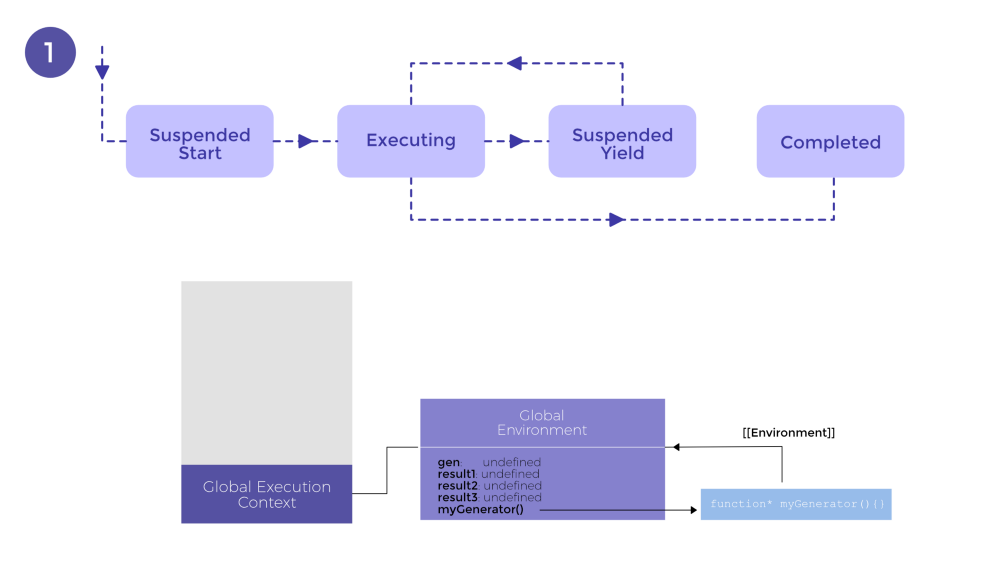 1
Suspended
Start
Executing
Suspended
Yield
Completed
Global Execution
Context
Global
Environment
gen: undefined
result1: undefined
result2: undefined
result3: undefined
myGenerator()
[[Environment]]
function* myGenerator(){}